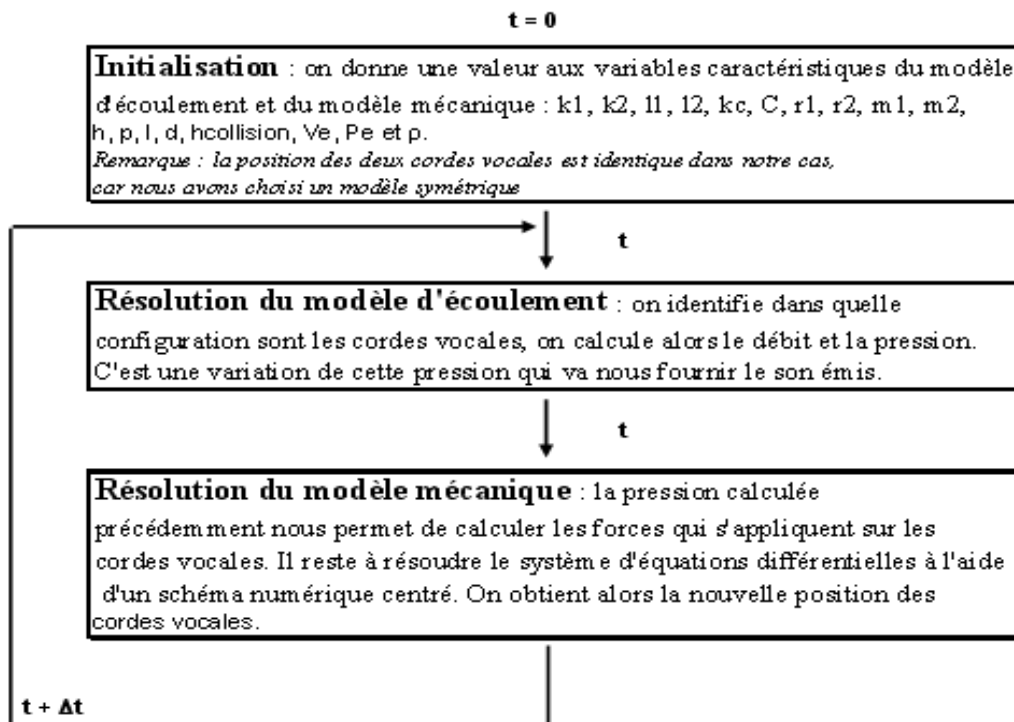 t = 0
Initialisation : on donne une valeur aux variables caractéristiques du modèle
d'écoulement et du modèle mécanique : k1, k2, l1, l2, kc, C, r1, r2, m1, m2,
h, p, l, d, hcollision, Ve, Pe et ρ.
Remarque : la position des deux cordes vocales est identique dans notre cas,
car nous avons choisi un modèle symétrique
t
Résolution du modèle d'écoulement : on identifie dans quelle
configuration sont les cordes vocales, on calcule alors le débit et la pression.
C'est une variation de cette pression qui va nous fournir le son émis.
t
Résolution du modèle mécanique : la pression calculée
précédemment nous permet de calculer les forces qui s'appliquent sur les
cordes vocales. Il reste à résoudre le système d'équations différentielles à l'aide
d'un schéma numérique centré. On obtient alors la nouvelle position des
cordes vocales.
t + Δt